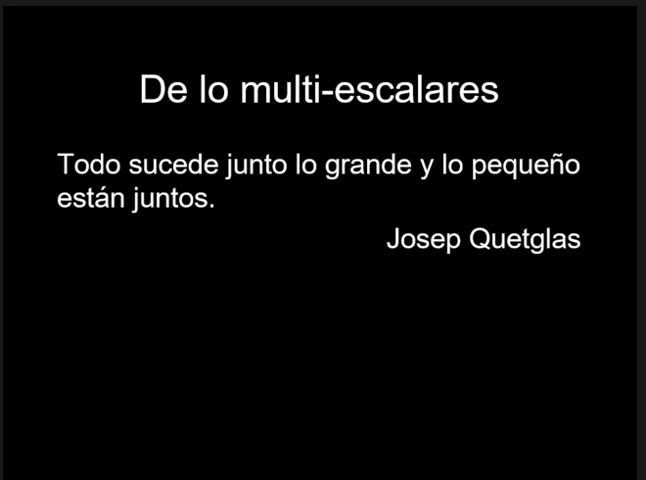 De lo multi-escalares
Todo sucede junto lo grande y lo pequeño
están juntos.
Josep Quetglas